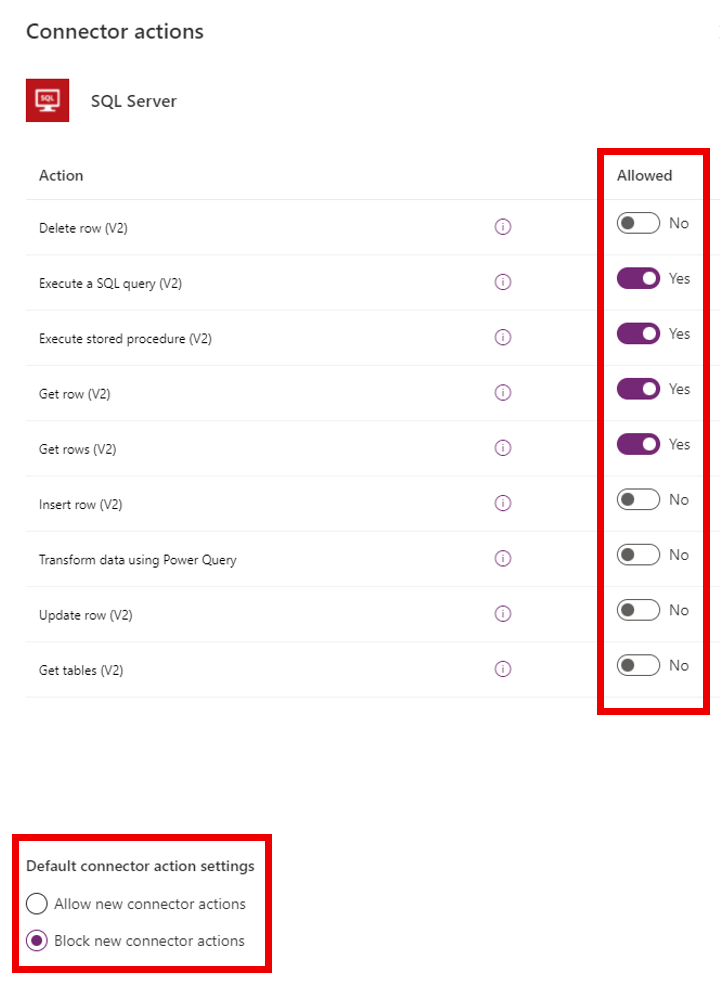 Connector actions
SQL
SQL Server
Action Allowed
Delete row (V2) No
Execute a SQL query (V2) Yes
Execute stored procedure (V2) Yes
Get row (V2) Yes
Get rows (V2) Yes
Insert row (V2) No
Transform data using Power Query No
Update row (V2) No
Get tables (V2) No
Default connector action settings
Allow new connector actions
Block new connector actions